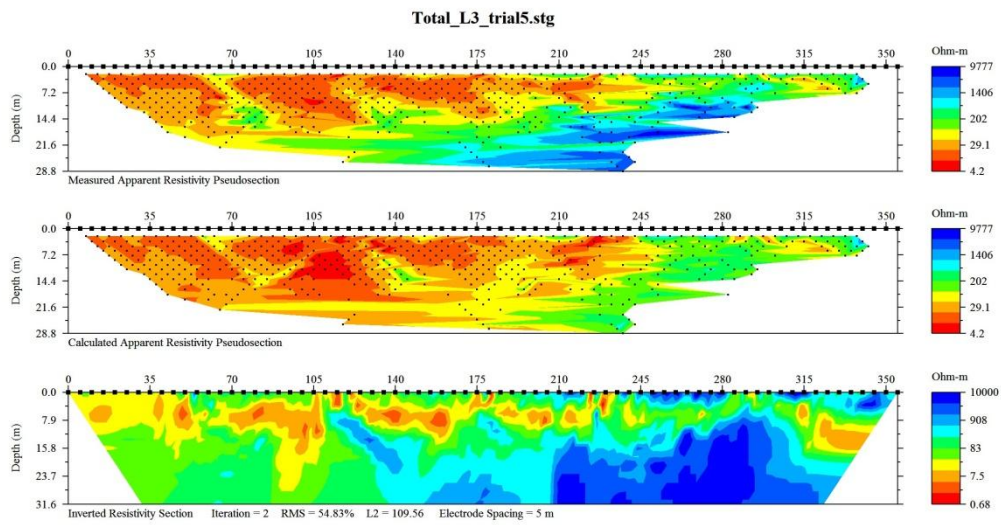 Total_L3_trial5.stg
0 35 70 105 140 175 210 245 280 315 350 Ohm-m
0.0 9777
7.2 1406
14.4 202
21.6 29.1
28.8 4.2
Depth (m)
Measured Apparent Resistivity Pseudosection
0 35 70 105 140 175 210 245 280 315 350 Ohm-m
0.0 9777
7.2 1406
14.4 202
21.6 29.1
28.8 4.2
Depth (m)
Calculated Apparent Resistivity Pseudosection
0 35 70 105 140 175 210 245 280 315 350 Ohm-m
0.0 10000
7.9 908
15.8 83
23.7 7.5
31.6 0.68
Depth (m)
Inverted Resistivity Section Iteration = 2 RMS = 54.83% L2 = 109.56 Electrode Spacing = 5 m